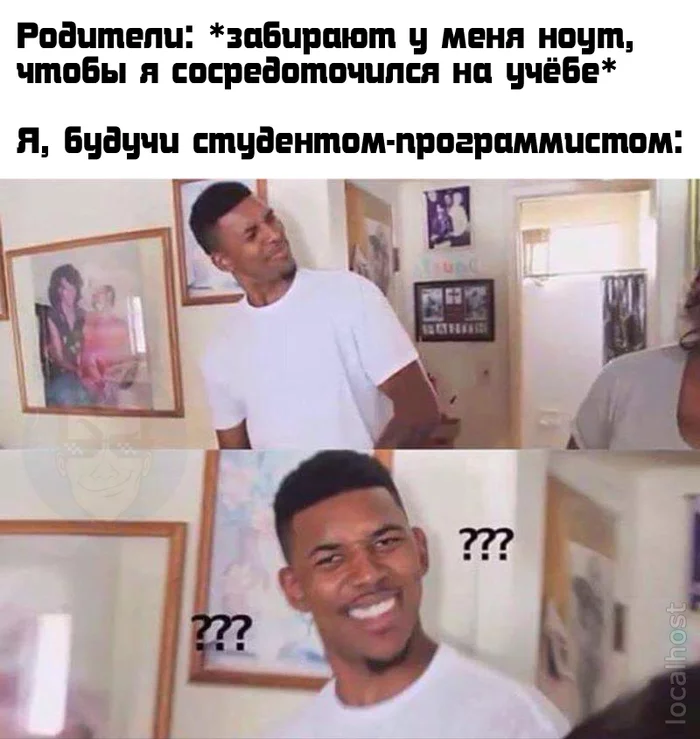 Родители: *забирают у меня ноут,
чтобы я сосредоточился на учёбе*
Я, будучи студентом-программистом:
???
???
localhost